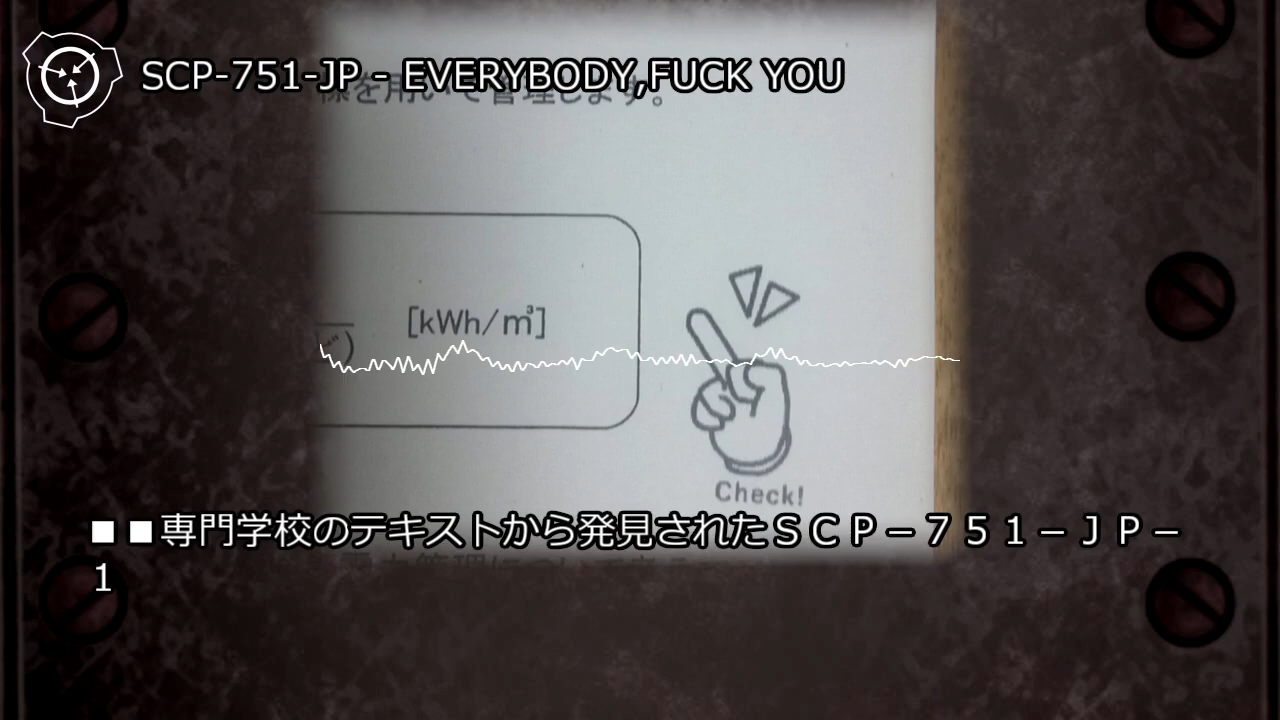 SCP-751-JP - EVERYBODY,FUCK YOU
様を用いて管理します。
[kWh/㎥]
Check!
■■専門学校のテキストから発見されたＳＣＰ－７５１－ＪＰ－
１